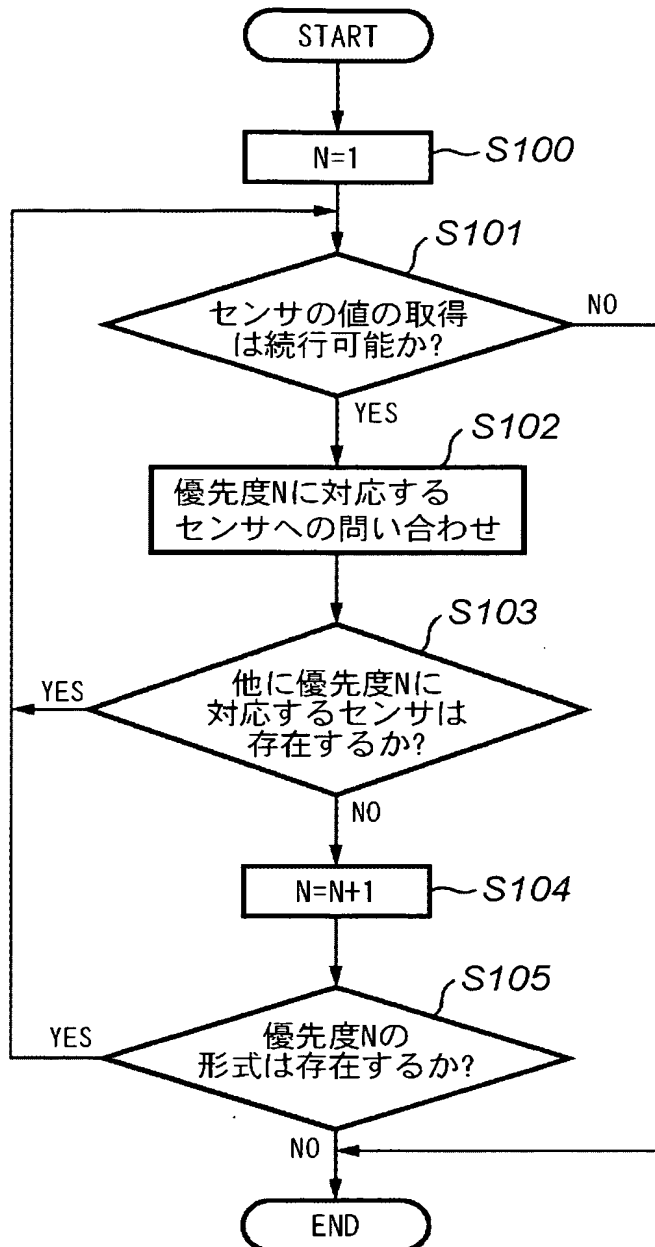 START
N=1
S100
S101
センサの値の取得
は続行可能か?
NO
YES
S102
優先度Nに対応する
センサへの問い合わせ
S103
YES
他に優先度Nに
対応するセンサは
存在するか?
NO
N=N+1
S104
S105
YES
優先度Nの
形式は存在するか?
NO
END